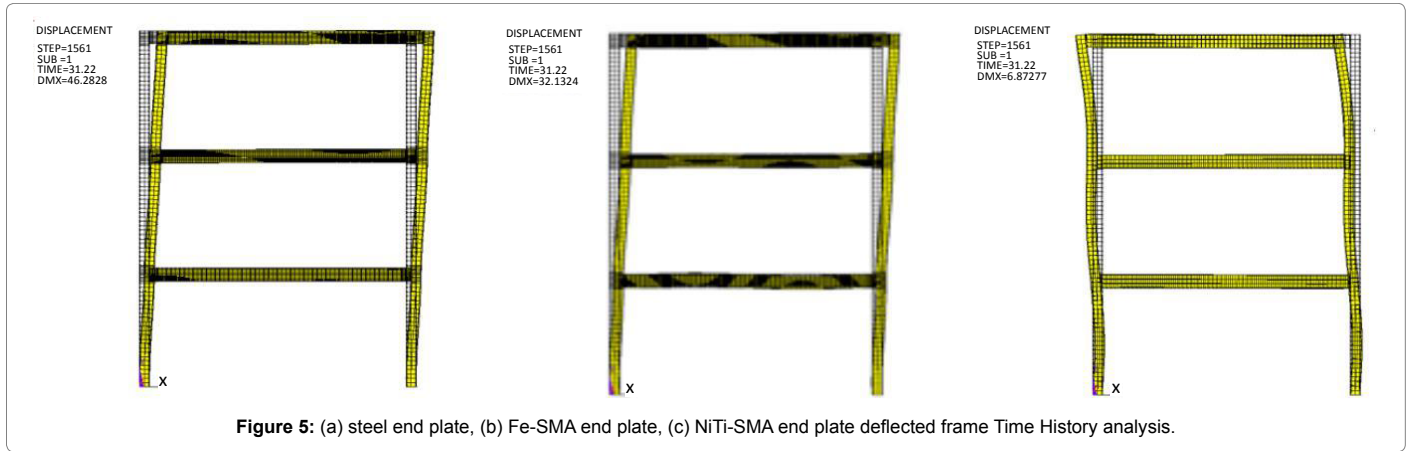 DISPLACEMENT
STEP=1561
SUB =1
TIME=31.22
DMX=46.2828
X
DISPLACEMENT
STEP=1561
SUB =1
TIME=31.22
DMX=32.1324
X
DISPLACEMENT
STEP=1561
SUB =1
TIME=31.22
DMX=6.87277
X
Figure 5: (a) steel end plate, (b) Fe-SMA end plate, (c) NiTi-SMA end plate deflected frame Time History analysis.